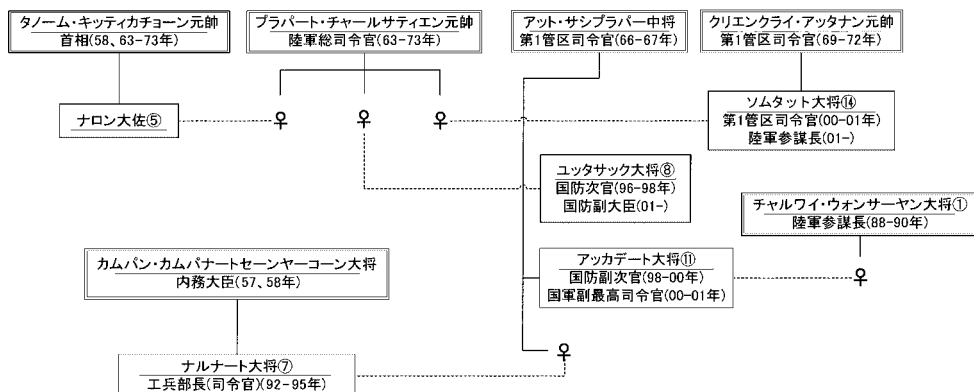 タノーム・キッティカチョーン元帥
首相(58、63-73年)
プラパート・チャールサティエン元帥
陸軍総司令官(63-73年)
アット・サシプラパー中将
第1管区司令官(66-67年)
クリエンクライ・アッタナン元帥
第1管区司令官(69-72年)
ナロン大佐⑤
♀
♀
♀
ソムタット大将⑭
第1管区司令官(00-01年)
陸軍参謀長(01-)
ユッタサック大将⑧
国防次官(96-98年)
国防副大臣(01-)
チャルワイ・ウォンサーヤン大将①
陸軍参謀長(88-90年)
カムパン・カムパナートセーンヤーコーン大将
内務大臣(57、58年)
アッカデート大将⑪
国防副次官(98-00年)
国軍副最高司令官(00-01年)
♀
♀
ナルナート大将⑦
工兵部長(司令官)(92-95年)